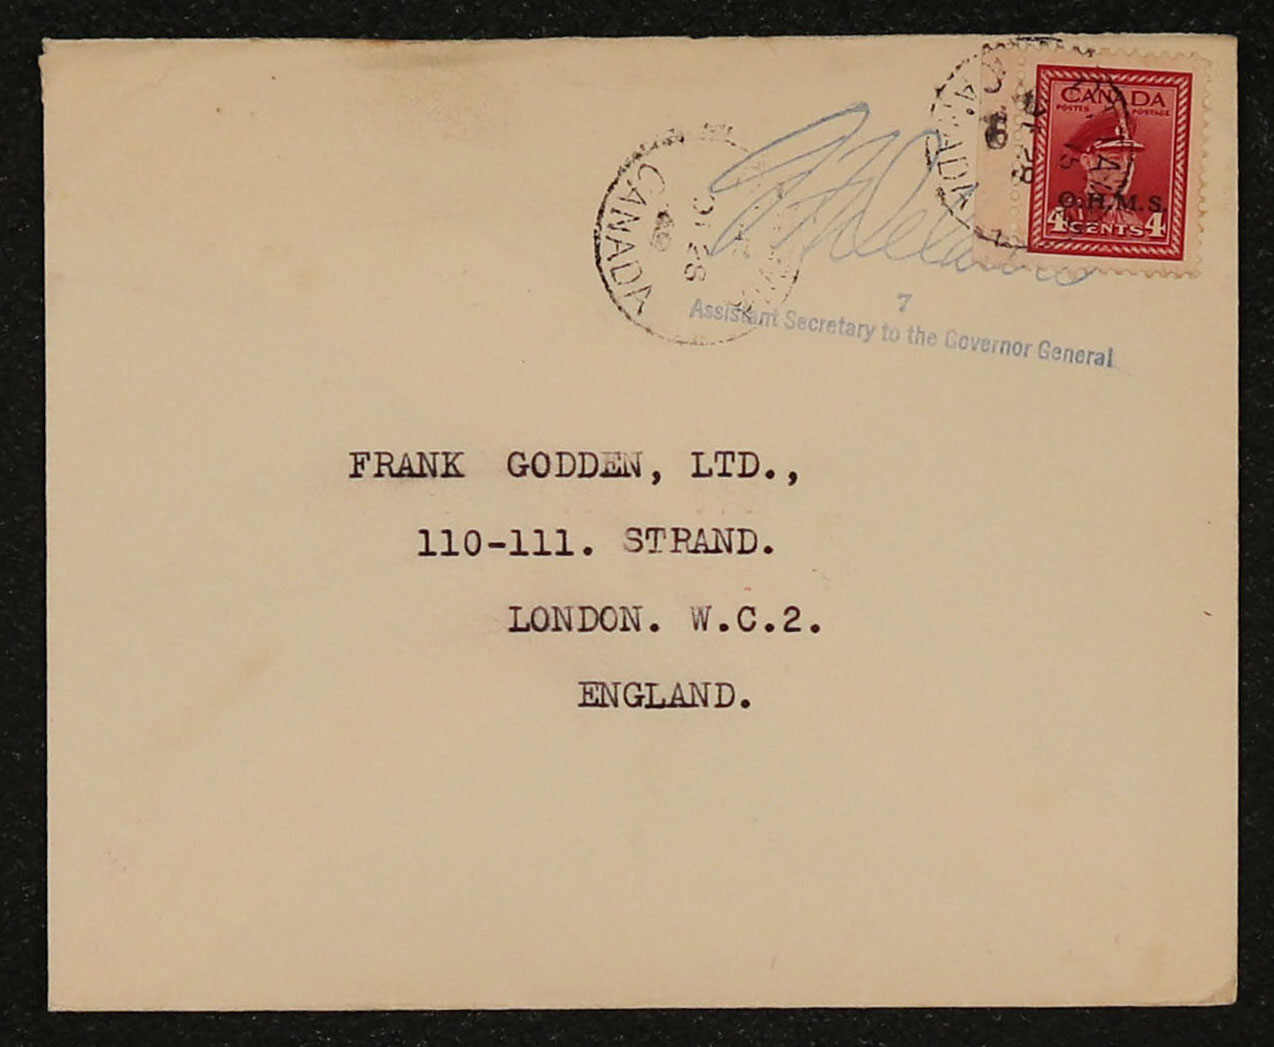 CANADA
POSTES POSTAGE
O.H.M.S.
4 CENTS 4
CANADA
CANADA
28
7
Assistant Secretary to the Governor General
FRANK GODDEN, LTD.,
110-111. STRAND.
LONDON. W.C.2.
ENGLAND.